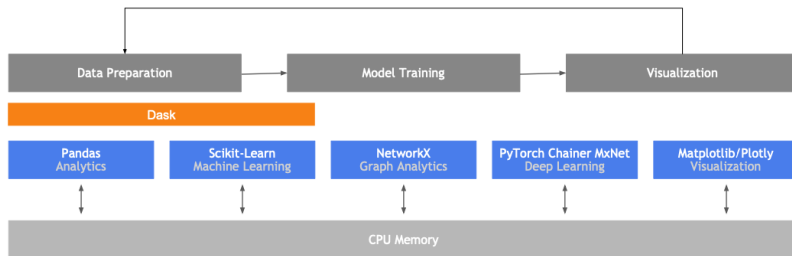 Data Preparation
Model Training
Visualization
Dask
Pandas
Analytics
Scikit-Learn
Machine Learning
NetworkX
Graph Analytics
PyTorch Chainer MxNet
Deep Learning
Matplotlib/Plotly
Visualization
CPU Memory